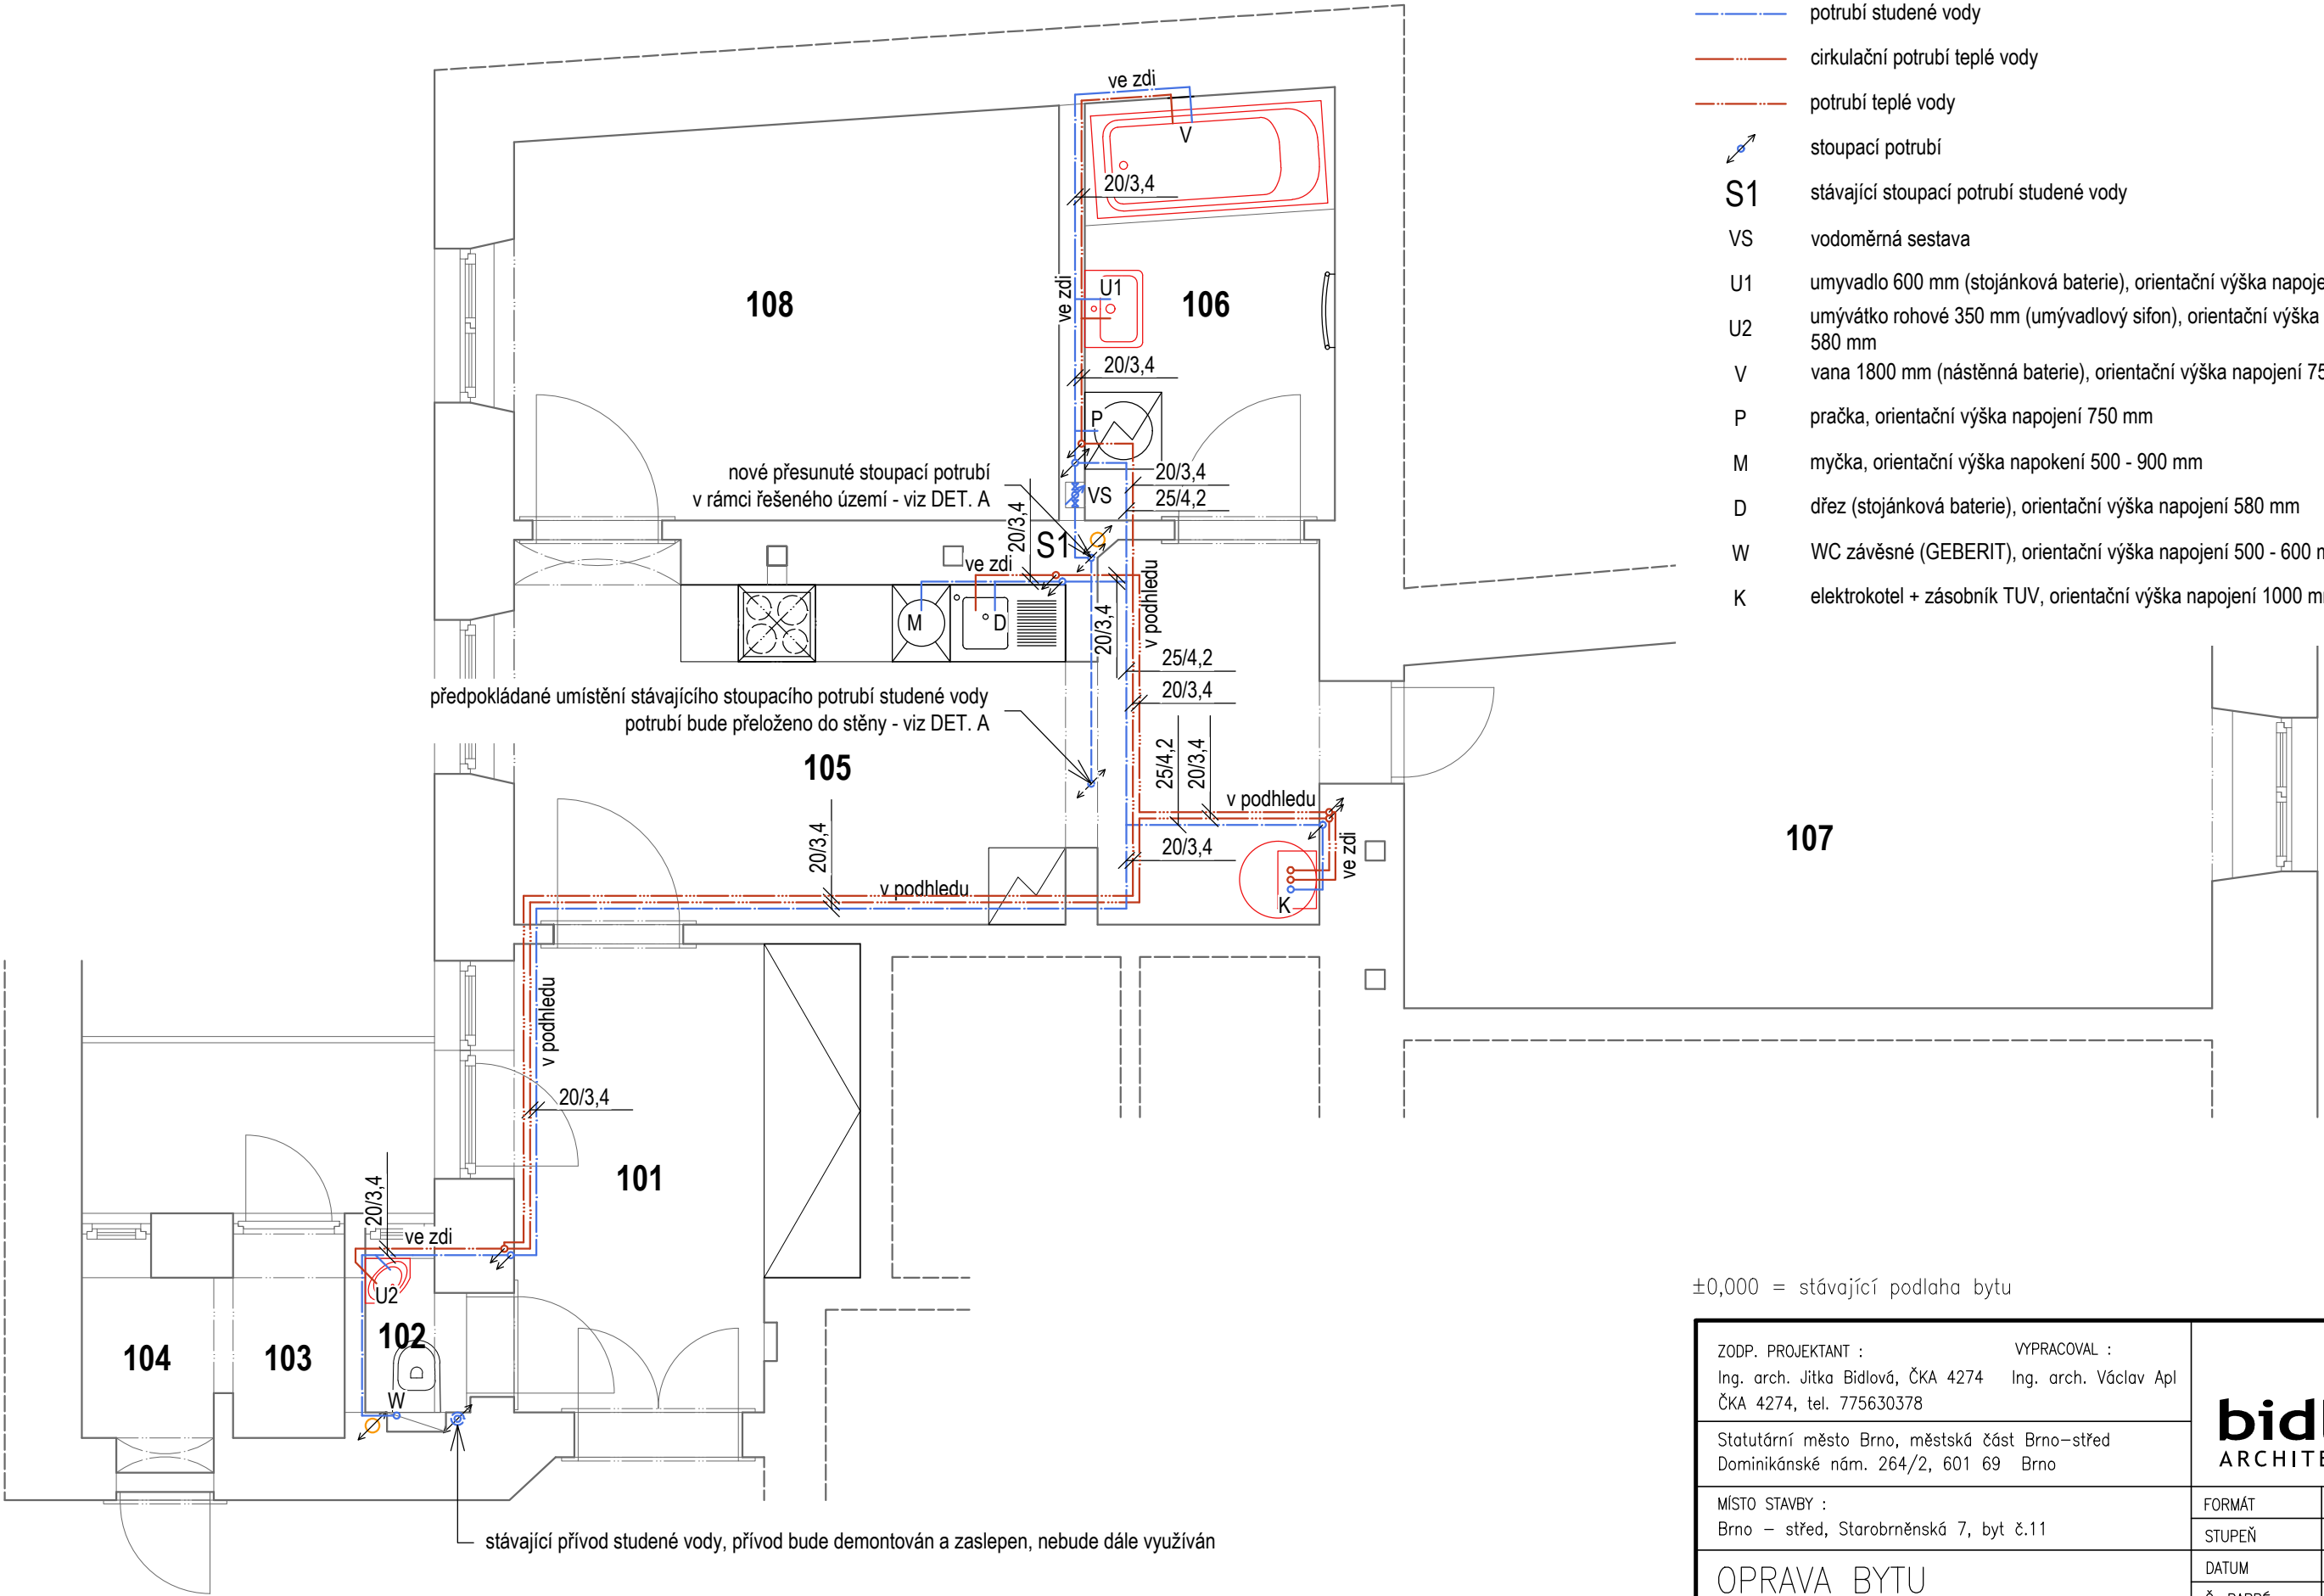 potrubí studené vody
cirkulační potrubí teplé vody
potrubí teplé vody
stoupací potrubí
S1 stávající stoupací potrubí studené vody
VS vodoměrná sestava
U1 umyvadlo 600 mm (stojánková baterie), orientační výška
U2 umývátko rohové 350 mm (umývadlový sifon), orientační výška
580 mm
V vana 1800 mm (nástěnná baterie), orientační výška napojení
P pračka, orientační výška napojení 750 mm
M myčka, orientační výška napokení 500 - 900 mm
D dřez (stojánková baterie), orientační výška napojení 580 mm
W WC závěsné (GEBERIT), orientační výška napojení 500 - 600
K elektrokotel + zásobník TUV, orientační výška napojení 1000
ve zdi
V
20/3,4
ve zdi
U1
108
106
20/3,4
P
nové přesunuté stoupací potrubí
v rámci řešeného území - viz DET. A
20/3,4
VS
25/4,2
20/3,4
S1
ve zdi
v podhledu
M
D
20/3,4
25/4,2
20/3,4
předpokládané umístění stávajícího stoupacího potrubí studené vody
potrubí bude přeloženo do stěny - viz DET. A
105
25/4,2
20/3,4
v podhledu
20/3,4
20/3,4
ve zdi
107
v podhledu
K
v podhledu
20/3,4
101
20/3,4
ve zdi
U2
102
104
103
W
stávající přívod studené vody, přívod bude demontován a zaslepen, nebude dále využíván
±0,000 = stávající podlaha bytu
ZODP. PROJEKTANT : VYPRACOVAL :
Ing. arch. Jitka Bidlová, ČKA 4274 Ing. arch. Václav Apl
ČKA 4274, tel. 775630378
ARCHITE
Statutární město Brno, městská část Brno-střed
Dominikánské nám. 264/2, 601 69 Brno
MÍSTO STAVBY :
Brno - střed, Starobrněnská 7, byt č.11
FORMÁT
STUPEŇ
DATUM
OPRAVA BYTU